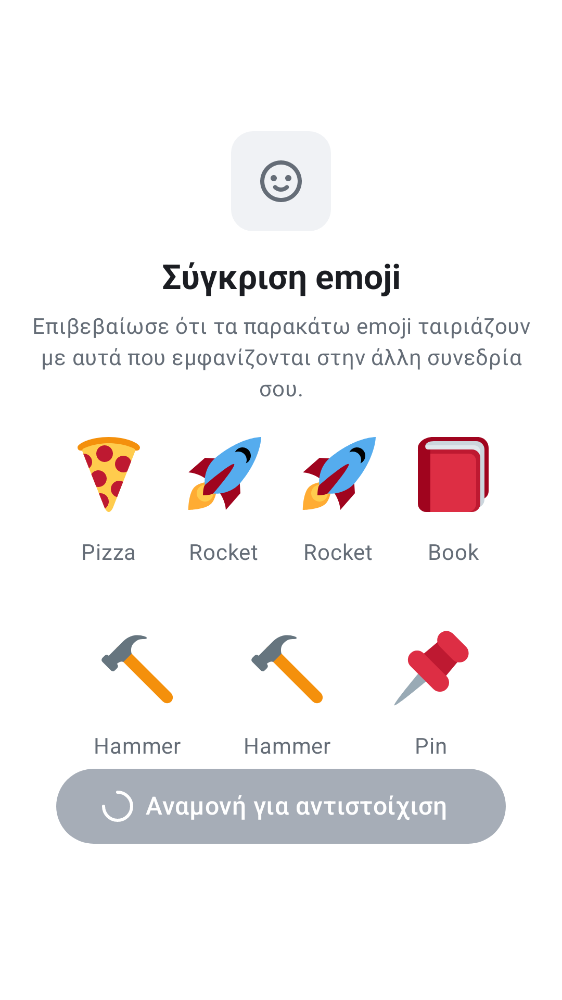 Σύγκριση emoji
Επιβεβαίωσε ότι τα παρακάτω emoji ταιριάζουν
με αυτά που εμφανίζονται στην άλλη συνεδρία
σου.
Pizza Rocket Rocket Book
Hammer Hammer Pin
Αναμονή για αντιστοίχιση